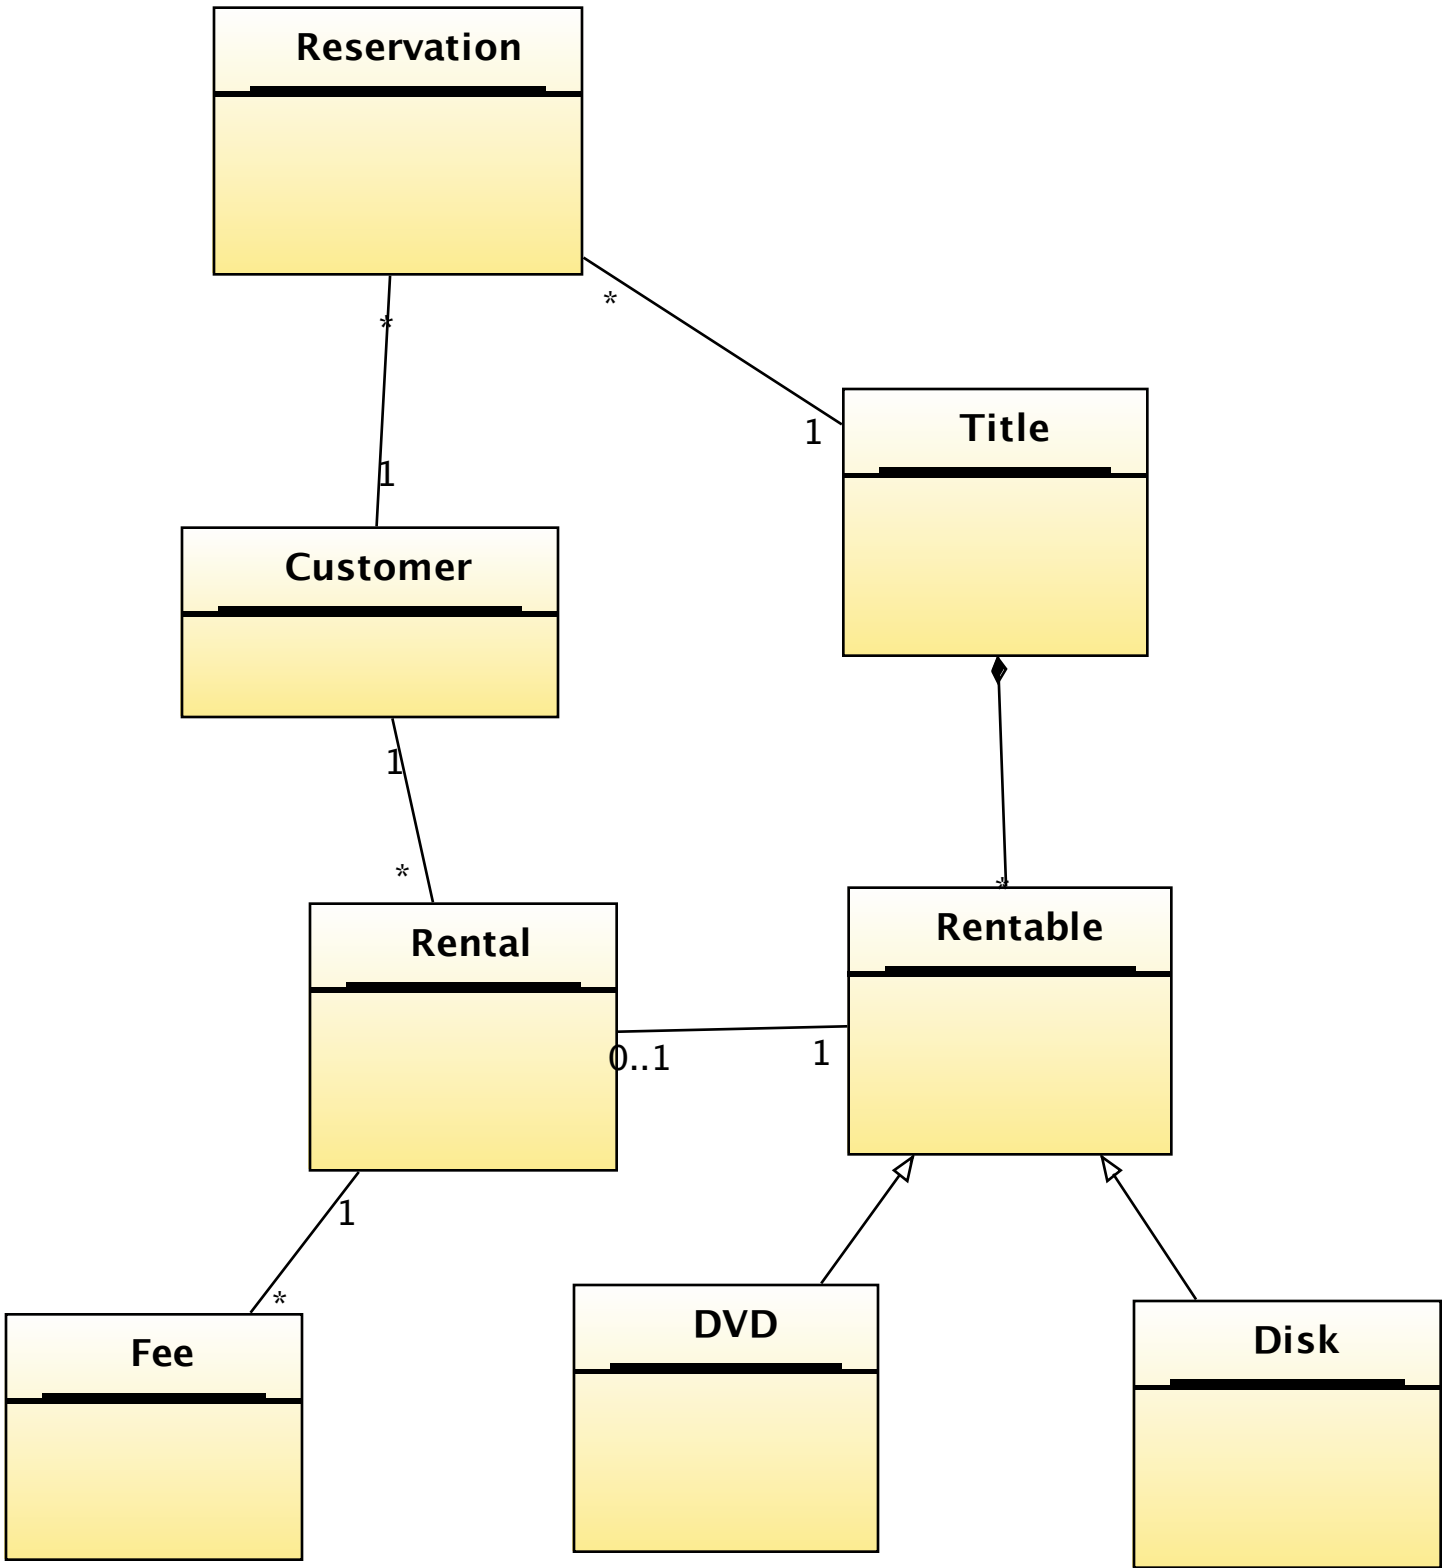 Reservation
*
*
1
Title
1
Customer
1
*
*
Rental
Rentable
0..1
1
1
*
DVD
Disk
Fee